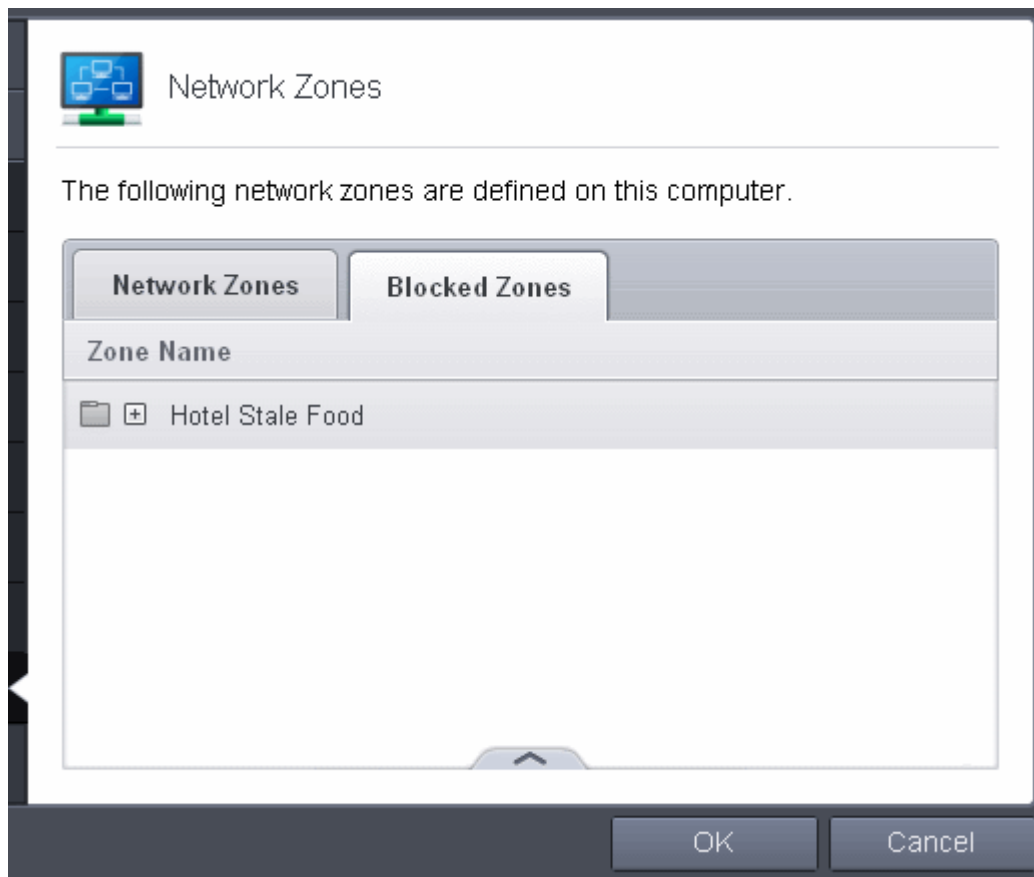 Network Zones
The following network zones are defined on this computer.
Network Zones
Blocked Zones
Zone Name
Hotel Stale Food
OK
Cancel